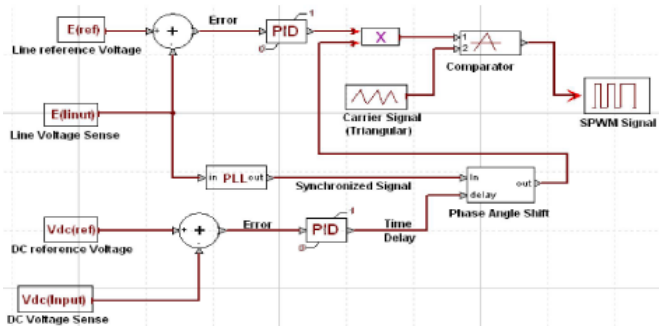 E(ref)
Line reference Voltage
+
+
-
Error
PID
1
0
X
1
2
Comparator
Carrier Signal
(Triangular)
SPWM Signal
E(Iinut)
Line Voltage Sense
in PLL out
Synchronized Signal
In
out
delay
Phase Angle Shift
Vdc(ref)
DC reference Voltage
+
+
-
Error
PID
1
0
Time
Delay
Vdc(Input)
DC Voltage Sense